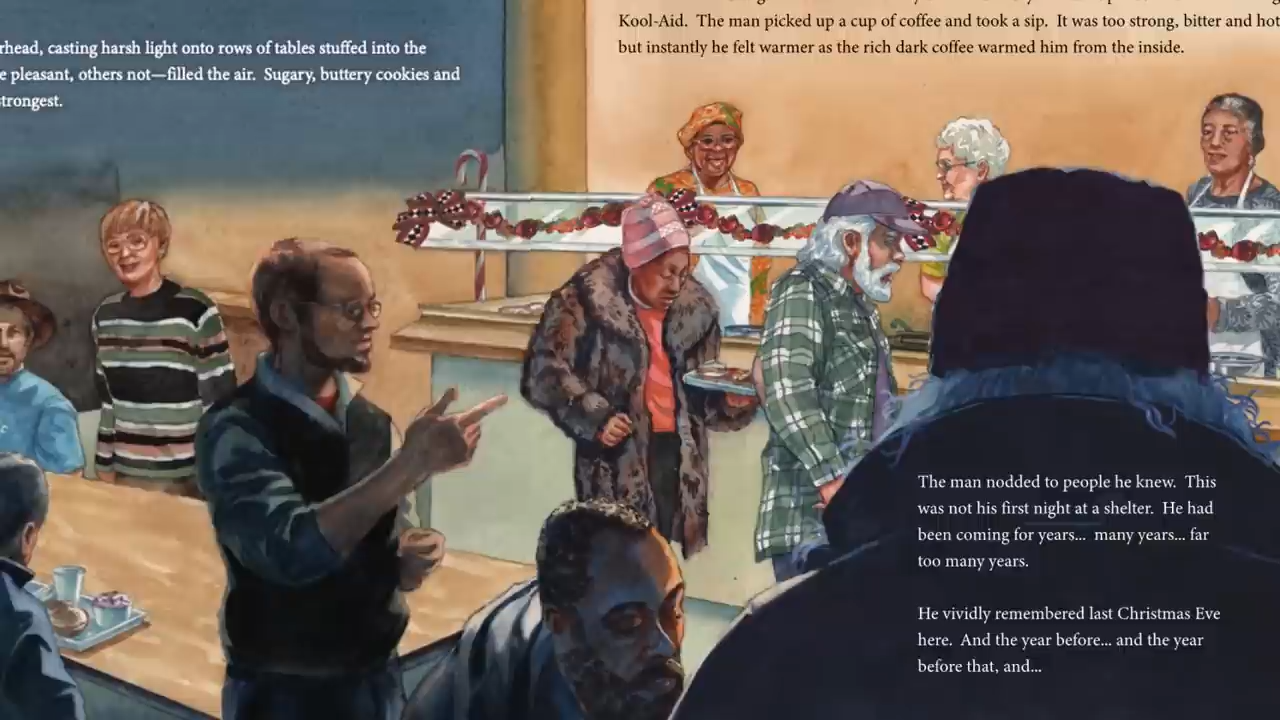 rhead, casting harsh light onto rows of tables stuffed into the
e pleasant, others not—filled the air. Sugary, buttery cookies and
trongest.
Kool-Aid. The man picked up a cup of coffee and took a sip. It was too strong, bitter and hot
but instantly he felt warmer as the rich dark coffee warmed him from the inside.
The man nodded to people he knew. This
was not his first night at a shelter. He had
been coming for years... many years... far
too many years.
He vividly remembered last Christmas Eve
here. And the year before... and the year
before that, and...